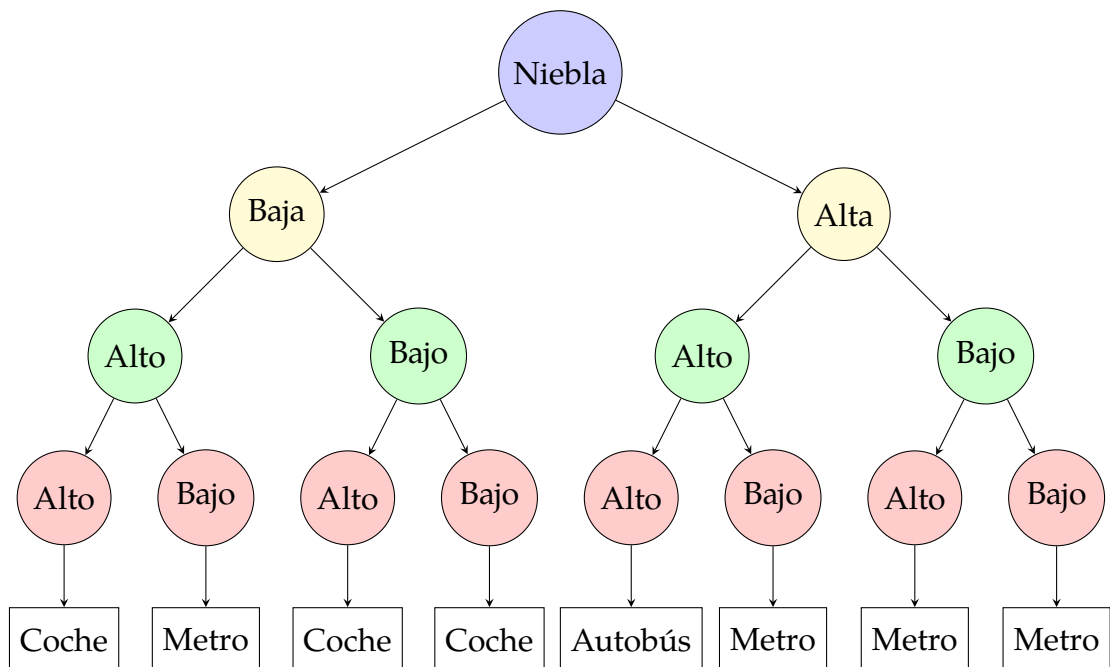 Niebla
Baja Alta
Alto Bajo Alto Bajo
Alto Bajo Alto Bajo Alto Bajo Alto Bajo
Coche Metro Coche Coche Autobús Metro Metro Metro